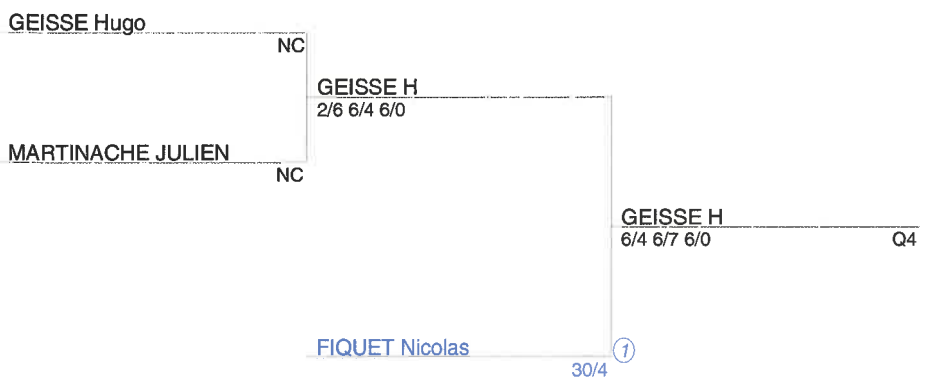 GEISSE Hugo
NC
GEISSE H
2/6 6/4 6/0
MARTINACHE JULIEN
NC
GEISSE H
6/4 6/7 6/0 Q4
FIQUET Nicolas 1
30/4